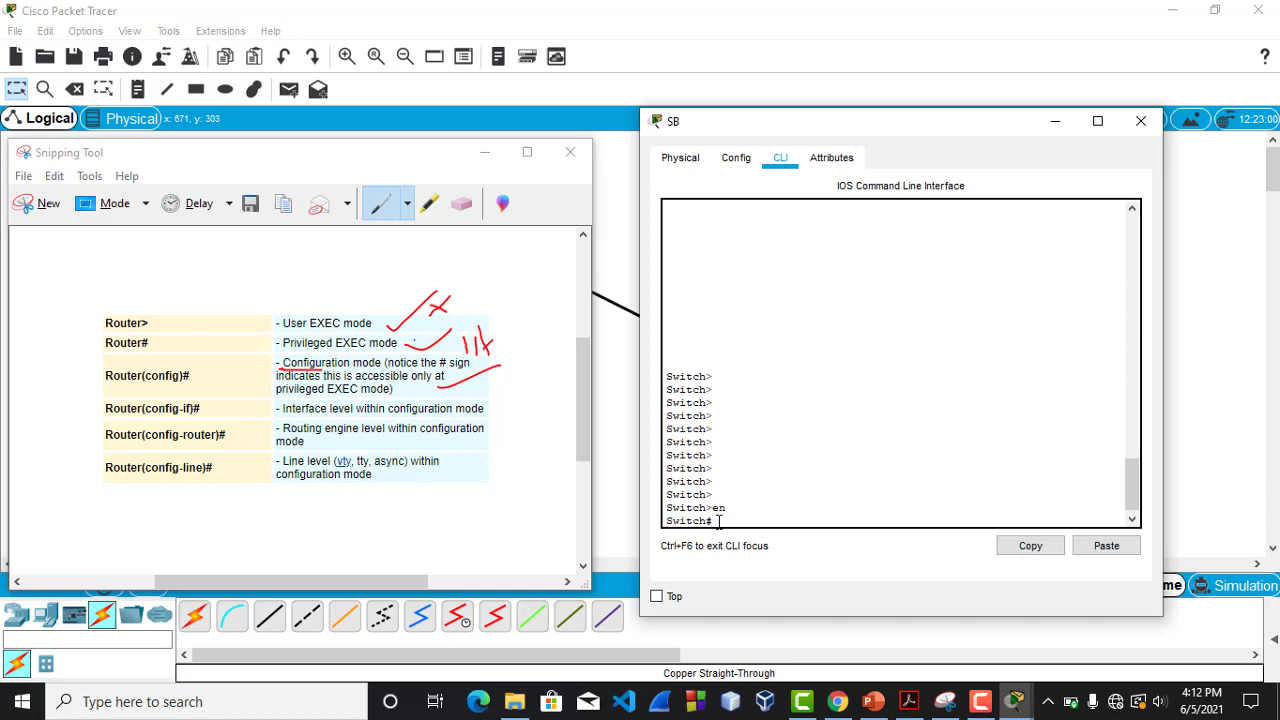 Cisco Packet Tracer
File Edit Options View Tools Extensions Help
Logical Physical x: 671, y: 303
12:23:00
Snipping Tool
File Edit Tools Help
New Mode Delay
Router> - User EXEC mode
Router# - Privileged EXEC mode
Router(config)# - Configuration mode (notice the # sign
indicates this is accessible only at
privileged EXEC mode)
Router(config-if)# - Interface level within configuration mode
Router(config-router)# - Routing engine level within configuration
mode
Router(config-line)# - Line level (vty, tty, async) within
configuration mode
SB
Physical Config CLI Attributes
IOS Command Line Interface
Switch>
Switch>
Switch>
Switch>
Switch>
Switch>
Switch>
Switch>
Switch>
Switch>
Switch>en
Switch#
Ctrl+F6 to exit CLI focus
Copy Paste
Top
me Simulation
Copper Straight-Through
Type here to search
4:12 PM
6/5/2021